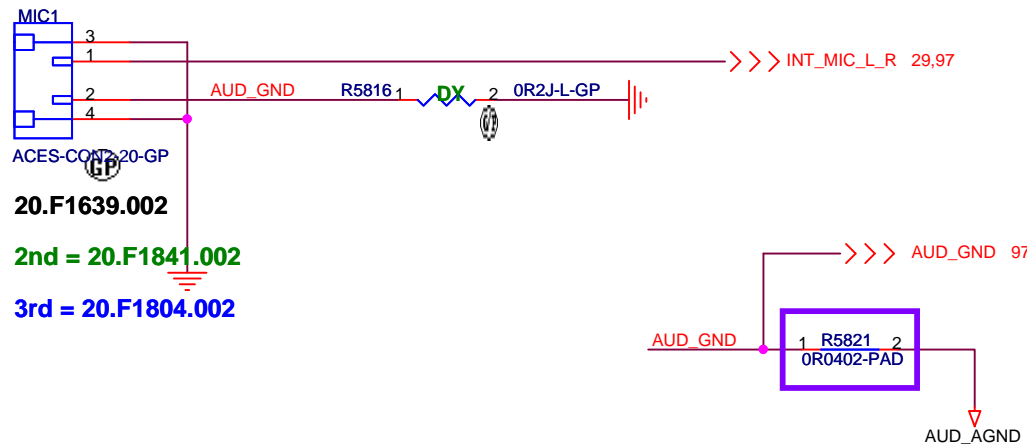 MIC1
3
1
INT_MIC_L_R 29,97
2
AUD_GND
R5816
1
DY
2
0R2J-L-GP
4
ACES-CON2-20-GP
GP
GP
20.F1639.002
2nd = 20.F1841.002
3rd = 20.F1804.002
AUD_GND 97
AUD_GND
1
R5821
2
0R0402-PAD
AUD_AGND